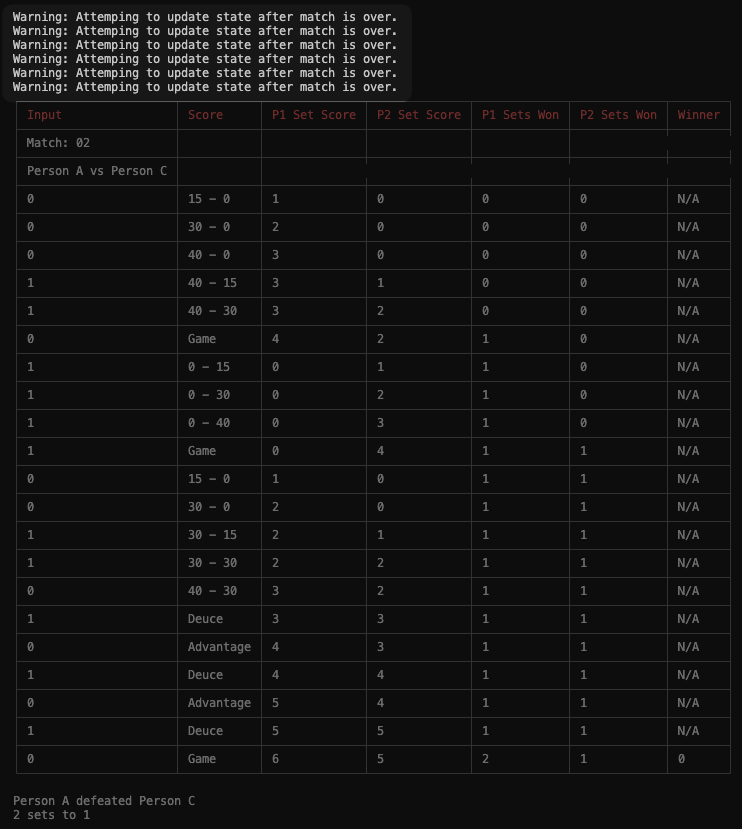 Warning: Attemping to update state after match is over.
Warning: Attemping to update state after match is over.
Warning: Attemping to update state after match is over.
Warning: Attemping to update state after match is over.
Warning: Attemping to update state after match is over.
Warning: Attemping to update state after match is over.
Input Score P1 Set Score P2 Set Score P1 Sets Won P2 Sets Won Winner
Match: 02
Person A vs Person C
0 15 - 0 1 0 0 0 N/A
0 30 - 0 2 0 0 0 N/A
0 40 - 0 3 0 0 0 N/A
1 40 - 15 3 1 0 0 N/A
1 40 - 30 3 2 0 0 N/A
0 Game 4 2 1 0 N/A
1 0 - 15 0 1 1 0 N/A
1 0 - 30 0 2 1 0 N/A
1 0 - 40 0 3 1 0 N/A
1 Game 0 4 1 1 N/A
0 15 - 0 1 0 1 1 N/A
0 30 - 0 2 0 1 1 N/A
1 30 - 15 2 1 1 1 N/A
1 30 - 30 2 2 1 1 N/A
0 40 - 30 3 2 1 1 N/A
1 Deuce 3 3 1 1 N/A
0 Advantage 4 3 1 1 N/A
1 Deuce 4 4 1 1 N/A
0 Advantage 5 4 1 1 N/A
1 Deuce 5 5 1 1 N/A
0 Game 6 5 2 1 0
Person A defeated Person C
2 sets to 1